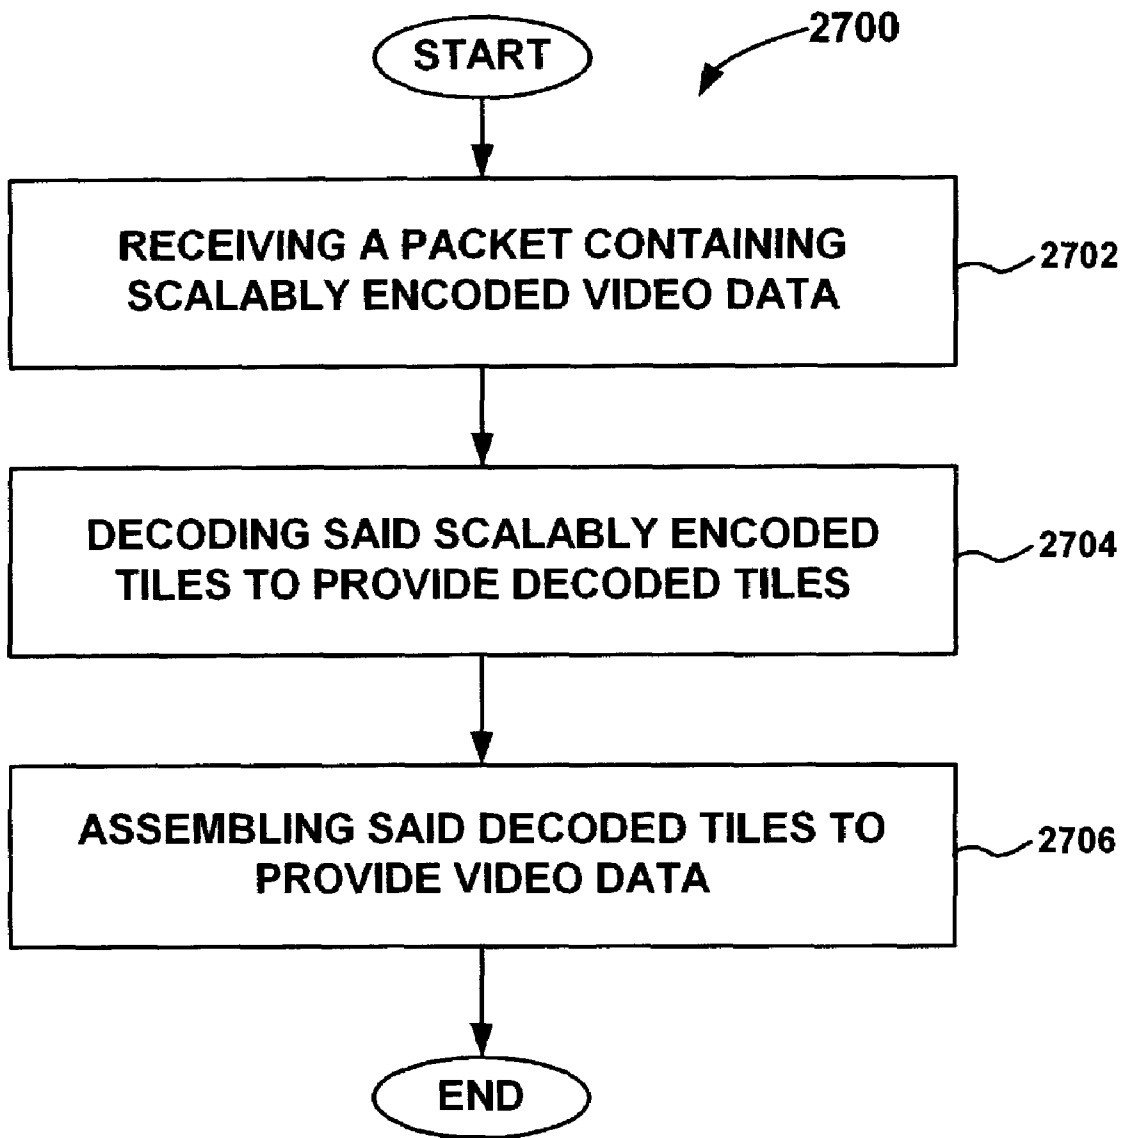 START
2700
RECEIVING A PACKET CONTAINING
SCALABLY ENCODED VIDEO DATA
2702
DECODING SAID SCALABLY ENCODED
TILES TO PROVIDE DECODED TILES
2704
ASSEMBLING SAID DECODED TILES TO
PROVIDE VIDEO DATA
2706
END